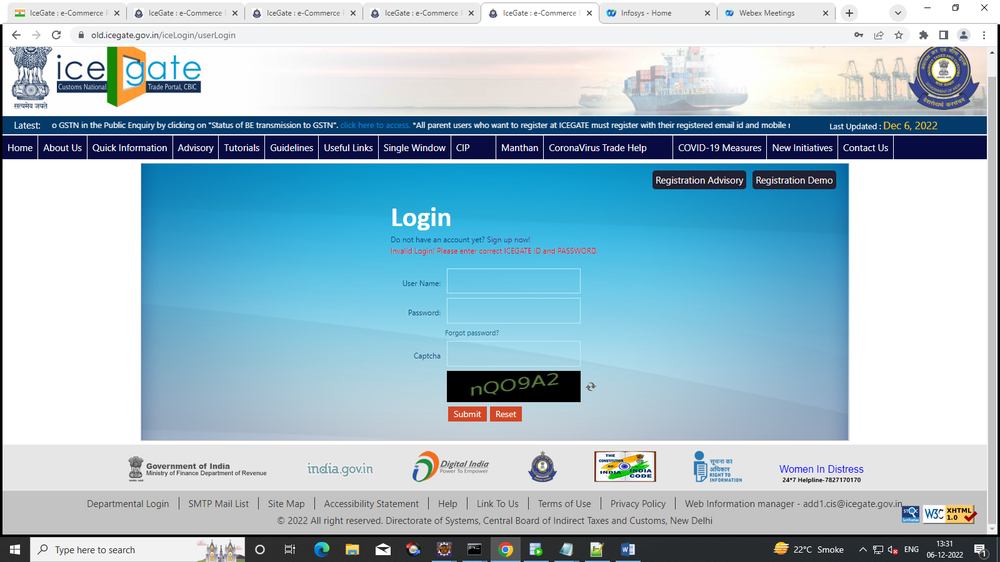 IceGate : e-Commerce P
IceGate : e-Commerce P
IceGate : e-Commerce P
IceGate : e-Commerce P
IceGate : e-Commerce P
Infosys - Home
Webex Meetings
old.icegate.gov.in/iceLogin/userLogin
ice gate
Customs National Trade Portal, CBIC
सत्यमेव जयते
Latest: o GSTN in the Public Enquiry by clicking on "Status of BE transmission to GSTN". click here to access. *All parent users who want to register at ICEGATE must register with their registered email id and mobile n
Last Updated : Dec 6, 2022
Home About Us Quick Information Advisory Tutorials Guidelines Useful Links Single Window CIP Manthan CoronaVirus Trade Help COVID-19 Measures New Initiatives Contact Us
Registration Advisory Registration Demo
Login
Do not have an account yet? Sign up now!
Invalid Login! Please enter correct ICEGATE ID and PASSWORD.
User Name:
Password:
Forgot password?
Captcha
nQO9A2
Submit Reset
Government of India
Ministry of Finance Department of Revenue
india.gov.in
Digital India
Power To Empower
THE CONSTITUTION OF INDIA
INDIA CODE
सूचना का
अधिकार
RIGHT TO
INFORMATION
Women In Distress
24*7 Helpline-7827170170
Departmental Login SMTP Mail List Site Map Accessibility Statement Help Link To Us Terms of Use Privacy Policy Web Information manager - add1.cis@icegate.gov.in
© 2022 All right reserved. Directorate of Systems, Central Board of Indirect Taxes and Customs, New Delhi
STQC
Certification
W3C XHTML
1.0
Type here to search
22°C Smoke
ENG
13:31
06-12-2022
1